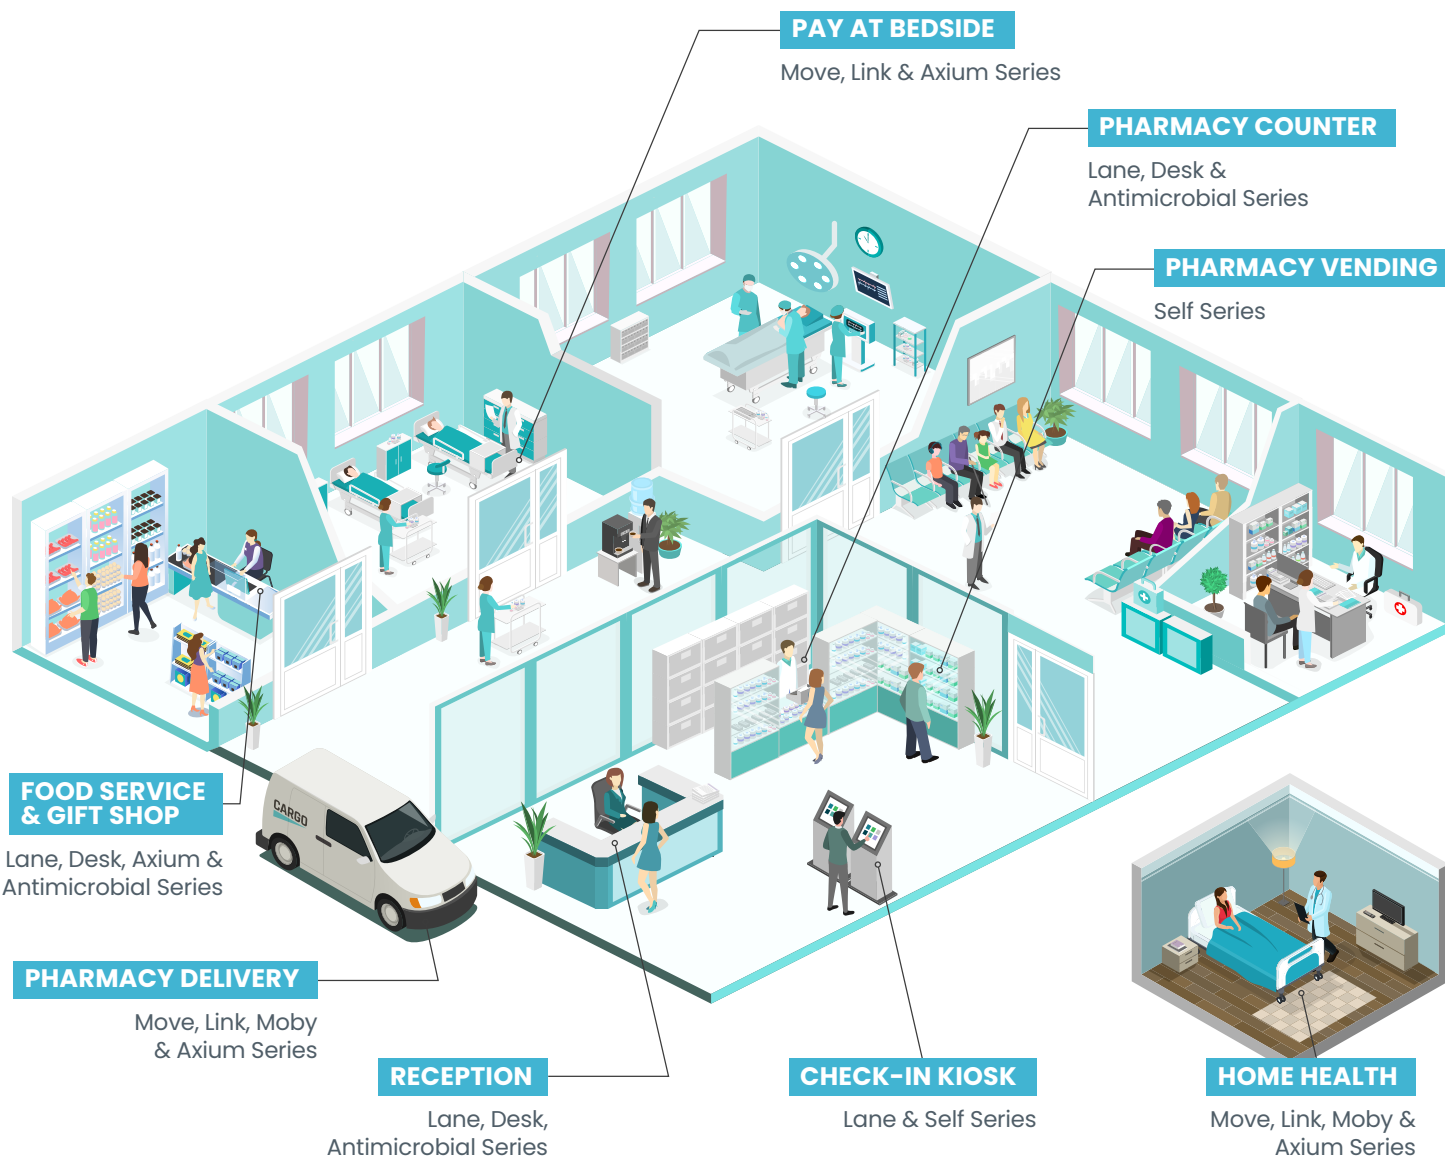 PAY AT BEDSIDE
Move, Link & Axium Series
PHARMACY COUNTER
Lane, Desk &
Antimicrobial Series
PHARMACY VENDING
Self Series
FOOD SERVICE
& GIFT SHOP
Lane, Desk, Axium &
Antimicrobial Series
CARGO
PHARMACY DELIVERY
Move, Link, Moby
& Axium Series
RECEPTION
Lane, Desk,
Antimicrobial Series
CHECK-IN KIOSK
Lane & Self Series
HOME HEALTH
Move, Link, Moby &
Axium Series